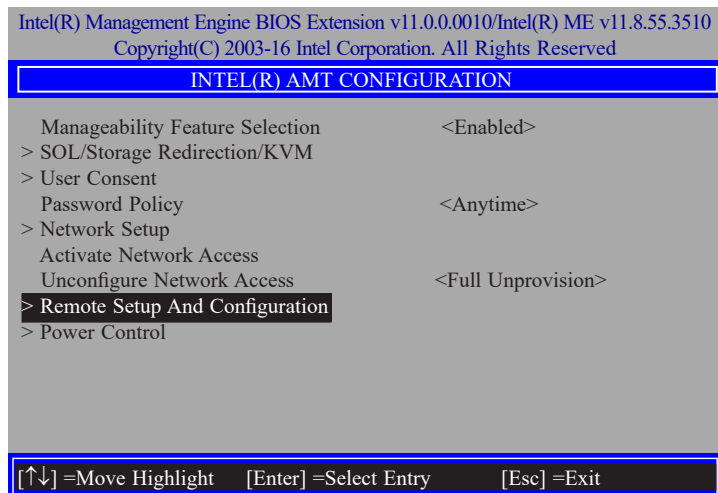 Intel(R) Management Engine BIOS Extension v11.0.0.0010/Intel(R) ME v11.8.55.3510
Copyright(C) 2003-16 Intel Corporation. All Rights Reserved
INTEL(R) AMT CONFIGURATION
Manageability Feature Selection <Enabled>
> SOL/Storage Redirection/KVM
> User Consent
Password Policy <Anytime>
> Network Setup
Activate Network Access
Unconfigure Network Access <Full Unprovision>
> Remote Setup And Configuration
> Power Control
[↑↓] =Move Highlight [Enter] =Select Entry [Esc] =Exit